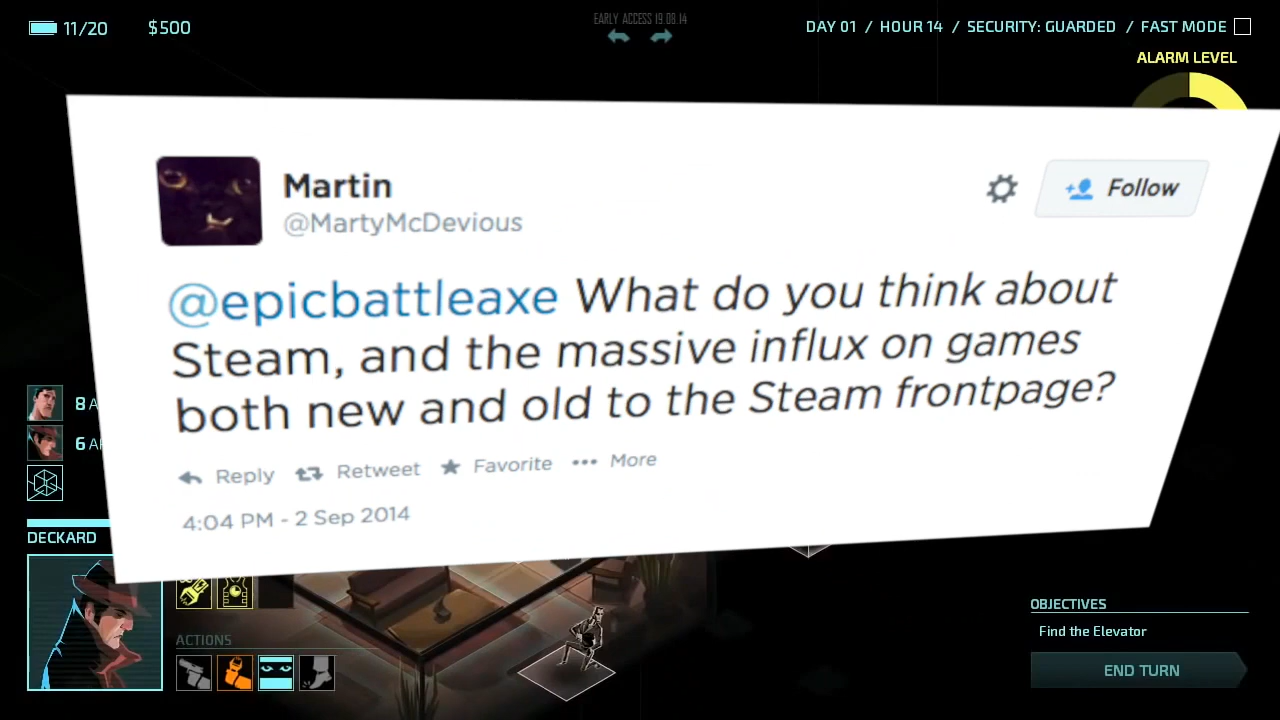 11/20 $500
EARLY ACCESS 19.08.14
DAY 01 / HOUR 14 / SECURITY: GUARDED / FAST MODE
ALARM LEVEL
Martin
@MartyMcDevious
Follow
@epicbattleaxe What do you think about
Steam, and the massive influx on games
both new and old to the Steam frontpage?
Reply Retweet Favorite More
4:04 PM - 2 Sep 2014
8 A
6 A
DECKARD
ACTIONS
OBJECTIVES
Find the Elevator
END TURN